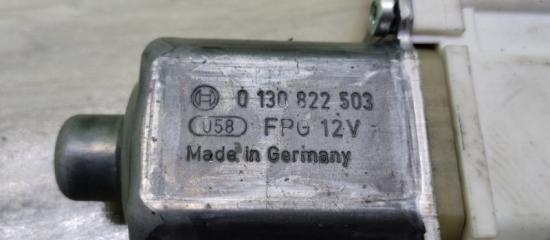 0 130 822 503
U58 FPG 12V
Made in Germany